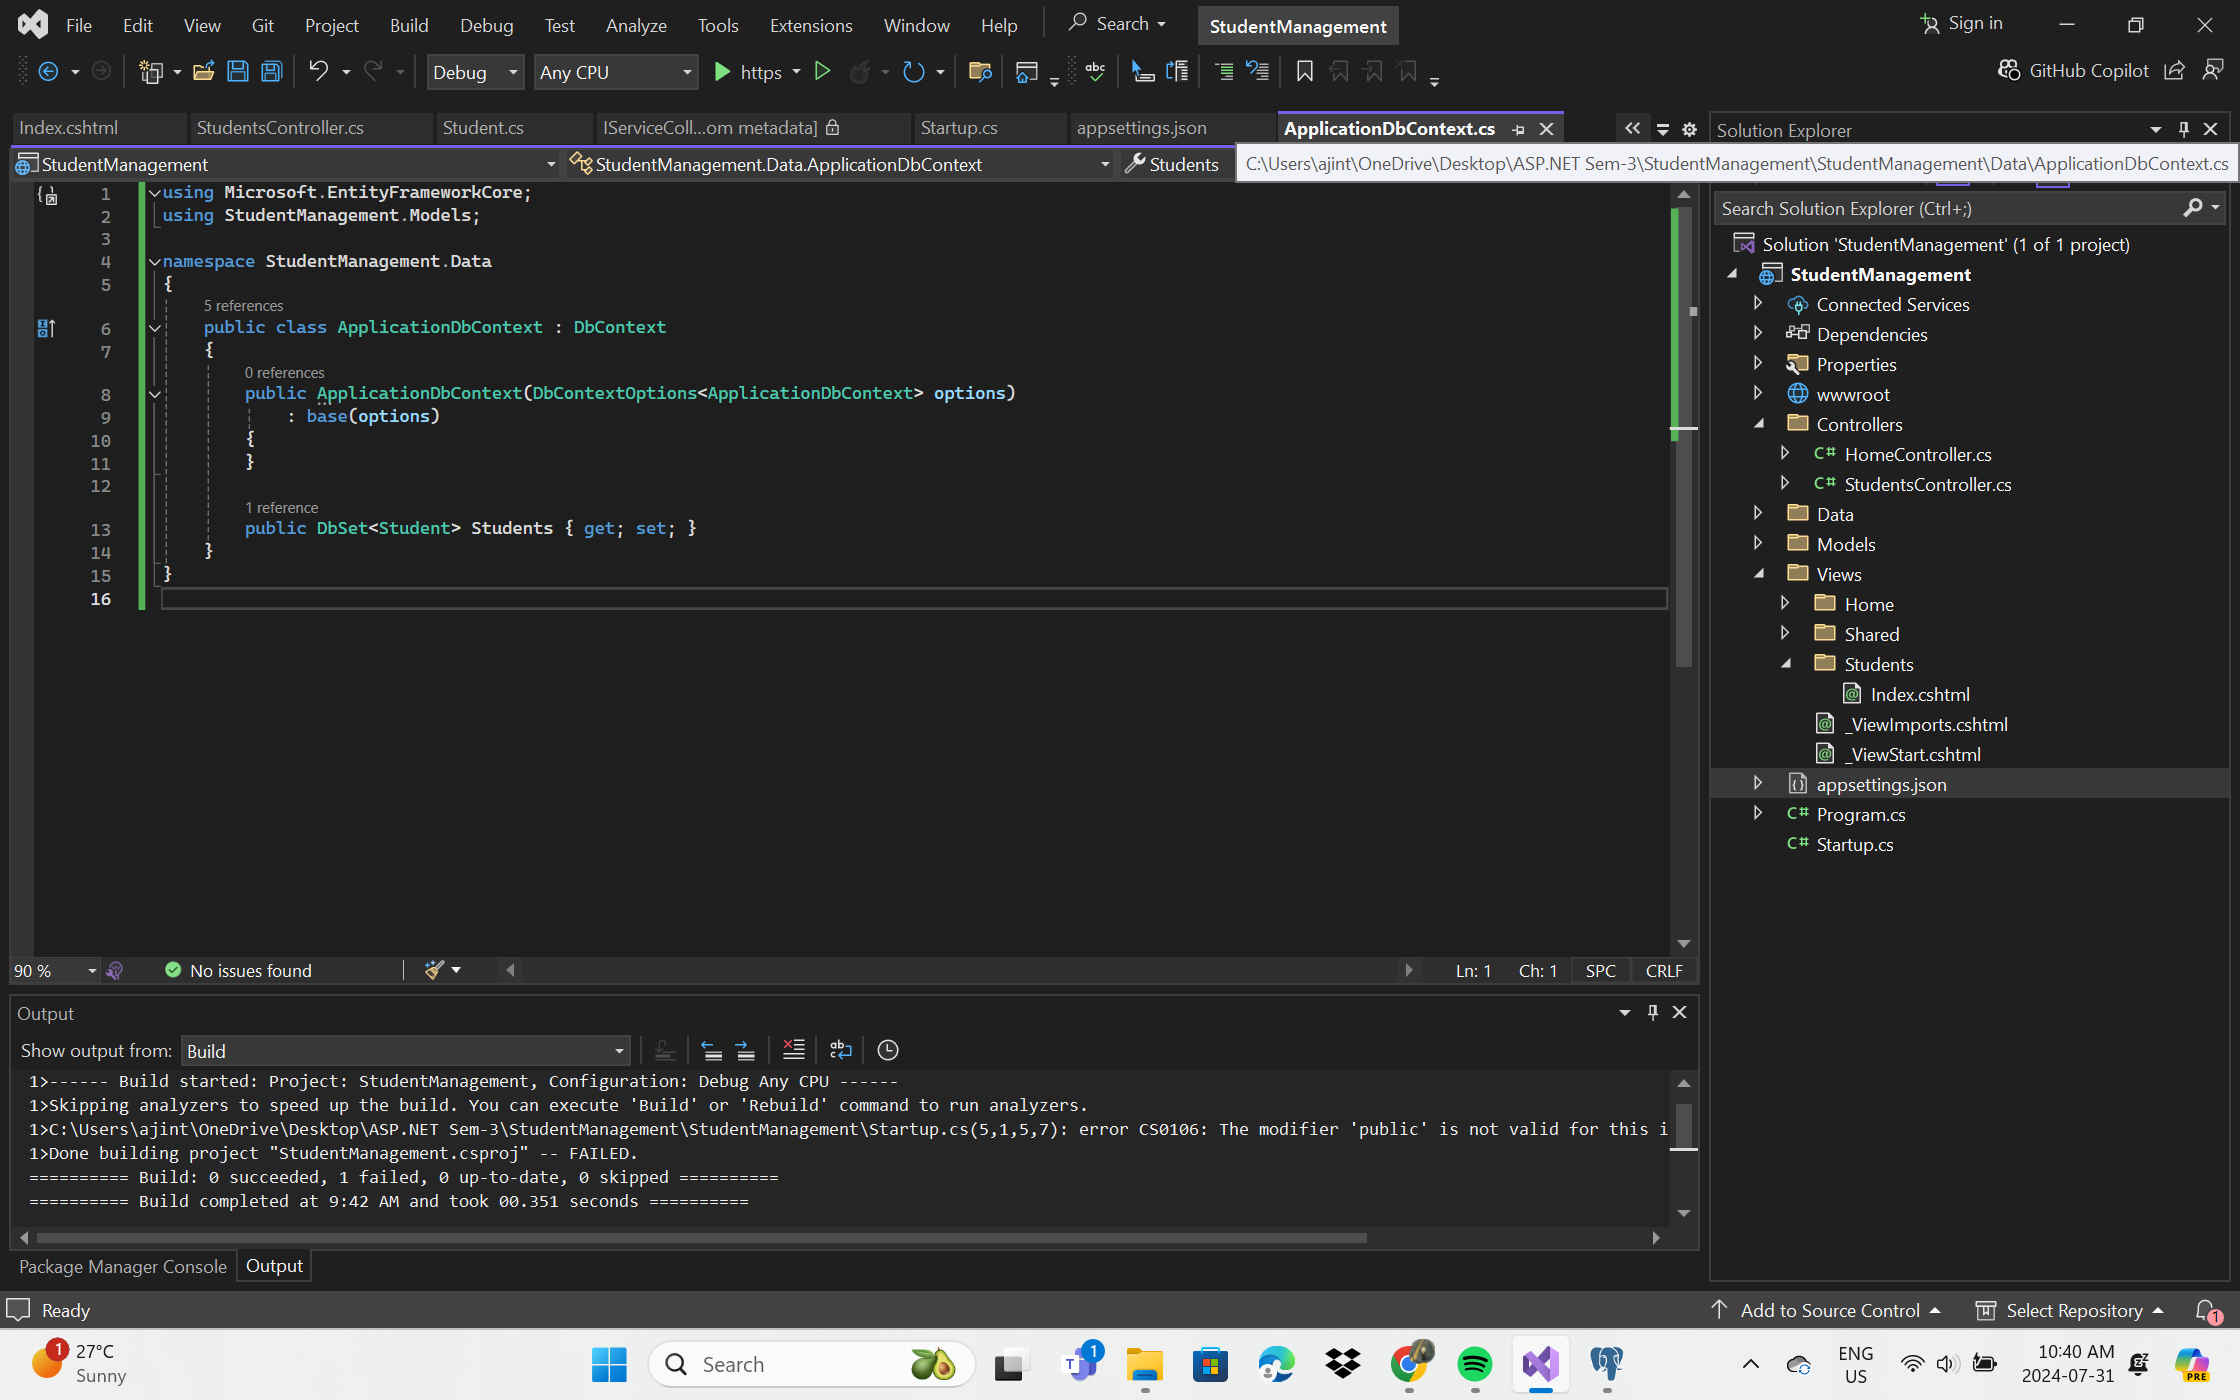 File Edit View Git Project Build Debug Test Analyze Tools Extensions Window Help Search StudentManagement Sign in
Debug Any CPU https GitHub Copilot
Index.cshtml StudentsController.cs Student.cs IServiceColl...om metadata] Startup.cs appsettings.json ApplicationDbContext.cs Solution Explorer
StudentManagement StudentManagement.Data.ApplicationDbContext Students C:\Users\ajint\OneDrive\Desktop\ASP.NET Sem-3\StudentManagement\StudentManagement\Data\ApplicationDbContext.cs
1 using Microsoft.EntityFrameworkCore;
2 using StudentManagement.Models;
3
4 namespace StudentManagement.Data
5 {
5 references
6 public class ApplicationDbContext : DbContext
7 {
0 references
8 public ApplicationDbContext(DbContextOptions<ApplicationDbContext> options)
9 : base(options)
10 {
11 }
12
1 reference
13 public DbSet<Student> Students { get; set; }
14 }
15 }
16
90 % No issues found Ln: 1 Ch: 1 SPC CRLF
Search Solution Explorer (Ctrl+;)
Solution 'StudentManagement' (1 of 1 project)
StudentManagement
Connected Services
Dependencies
Properties
wwwroot
Controllers
C# HomeController.cs
C# StudentsController.cs
Data
Models
Views
Home
Shared
Students
Index.cshtml
_ViewImports.cshtml
_ViewStart.cshtml
appsettings.json
C# Program.cs
C# Startup.cs
Output
Show output from: Build
1>------ Build started: Project: StudentManagement, Configuration: Debug Any CPU ------
1>Skipping analyzers to speed up the build. You can execute 'Build' or 'Rebuild' command to run analyzers.
1>C:\Users\ajint\OneDrive\Desktop\ASP.NET Sem-3\StudentManagement\StudentManagement\Startup.cs(5,1,5,7): error CS0106: The modifier 'public' is not valid for this i
1>Done building project "StudentManagement.csproj" -- FAILED.
========== Build: 0 succeeded, 1 failed, 0 up-to-date, 0 skipped ==========
========== Build completed at 9:42 AM and took 00.351 seconds ==========
Package Manager Console Output
Ready Add to Source Control Select Repository 1
1 27°C
Sunny
Search
1
ENG
US
10:40 AM
2024-07-31
PRE